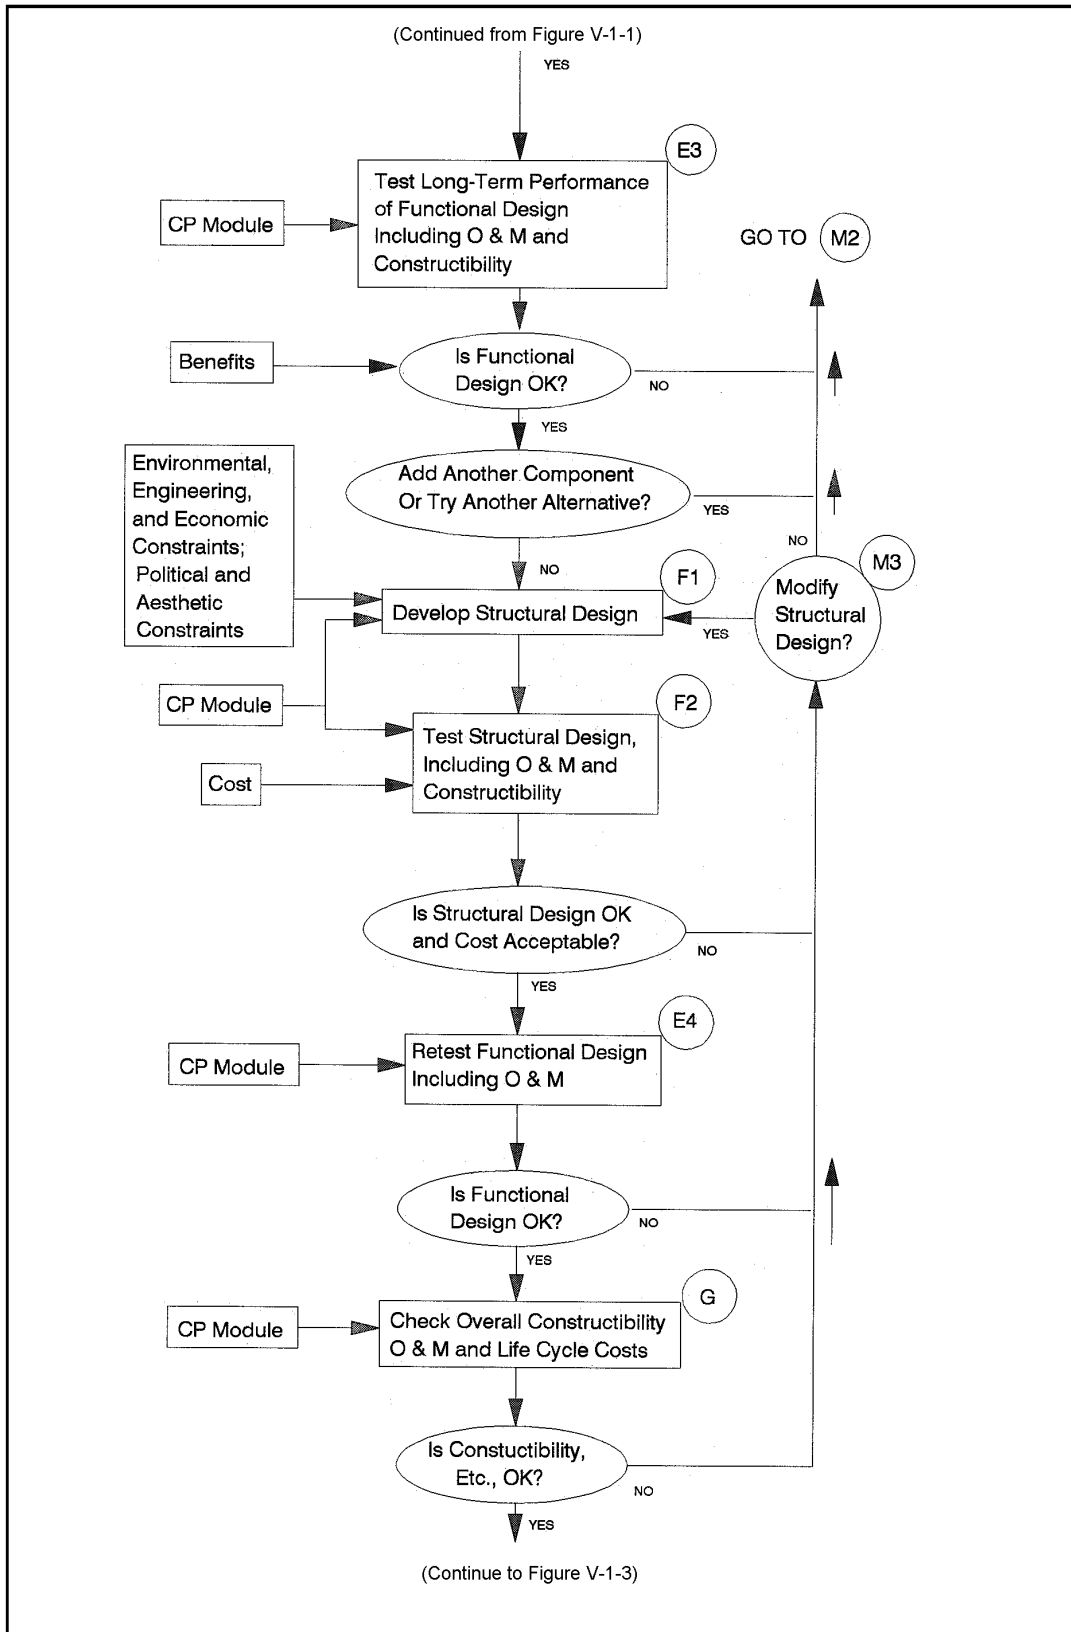 (Continued from Figure V-1-1)
YES
E3
Test Long-Term Performance
of Functional Design
Including O & M and
Constructibility
CP Module
GO TO M2
Is Functional
Design OK?
Benefits
NO
YES
Add Another Component
Or Try Another Alternative?
YES
Environmental,
Engineering,
and Economic
Constraints;
Political and
Aesthetic
Constraints
NO
NO
M3
Modify
Structural
Design?
F1
Develop Structural Design
YES
CP Module
F2
Test Structural Design,
Including O & M and
Constructibility
Cost
Is Structural Design OK
and Cost Acceptable?
NO
YES
E4
Retest Functional Design
Including O & M
CP Module
Is Functional
Design OK?
NO
YES
G
Check Overall Constructibility
O & M and Life Cycle Costs
CP Module
Is Constuctibility,
Etc., OK?
NO
YES
(Continue to Figure V-1-3)